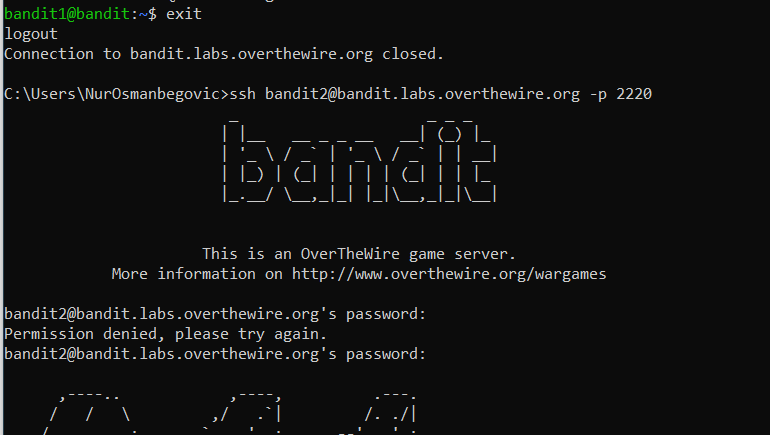 bandit1@bandit:~$ exit
logout
Connection to bandit.labs.overthewire.org closed.
C:\Users\NurOsmanbegovic>ssh bandit2@bandit.labs.overthewire.org -p 2220
bandit
This is an OverTheWire game server.
More information on http://www.overthewire.org/wargames
bandit2@bandit.labs.overthewire.org's password:
Permission denied, please try again.
bandit2@bandit.labs.overthewire.org's password: